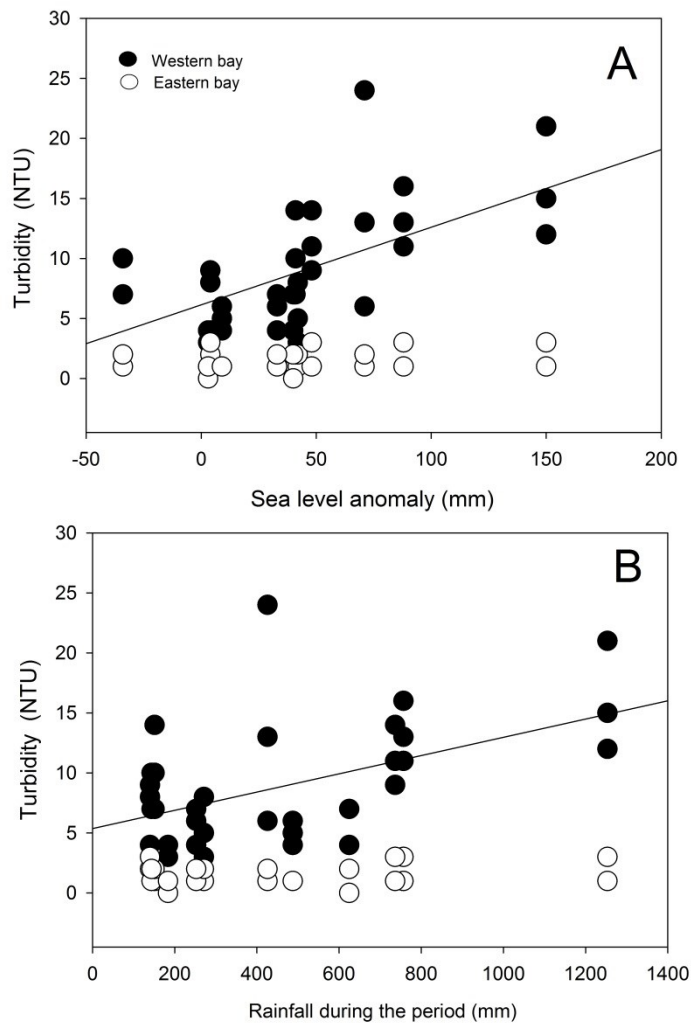 30
A
Western bay
25
Eastern bay
20
15
10
5
0
Turbidity (NTU)
-50 0 50 100 150 200
Sea level anomaly (mm)
30
B
25
20
15
10
5
0
Turbidity (NTU)
0 200 400 600 800 1000 1200 1400
Rainfall during the period (mm)